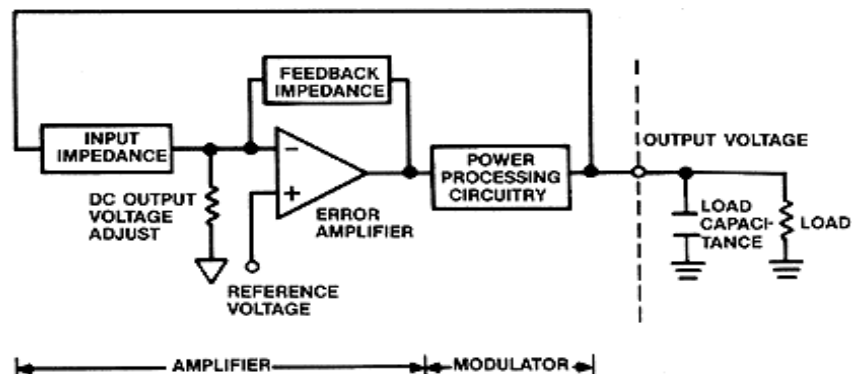 FEEDBACK
IMPEDANCE
INPUT
IMPEDANCE
−
+
DC OUTPUT
VOLTAGE
ADJUST
ERROR
AMPLIFIER
REFERENCE
VOLTAGE
POWER
PROCESSING
CIRCUITRY
OUTPUT VOLTAGE
LOAD
CAPACI-
TANCE
LOAD
AMPLIFIER
MODULATOR